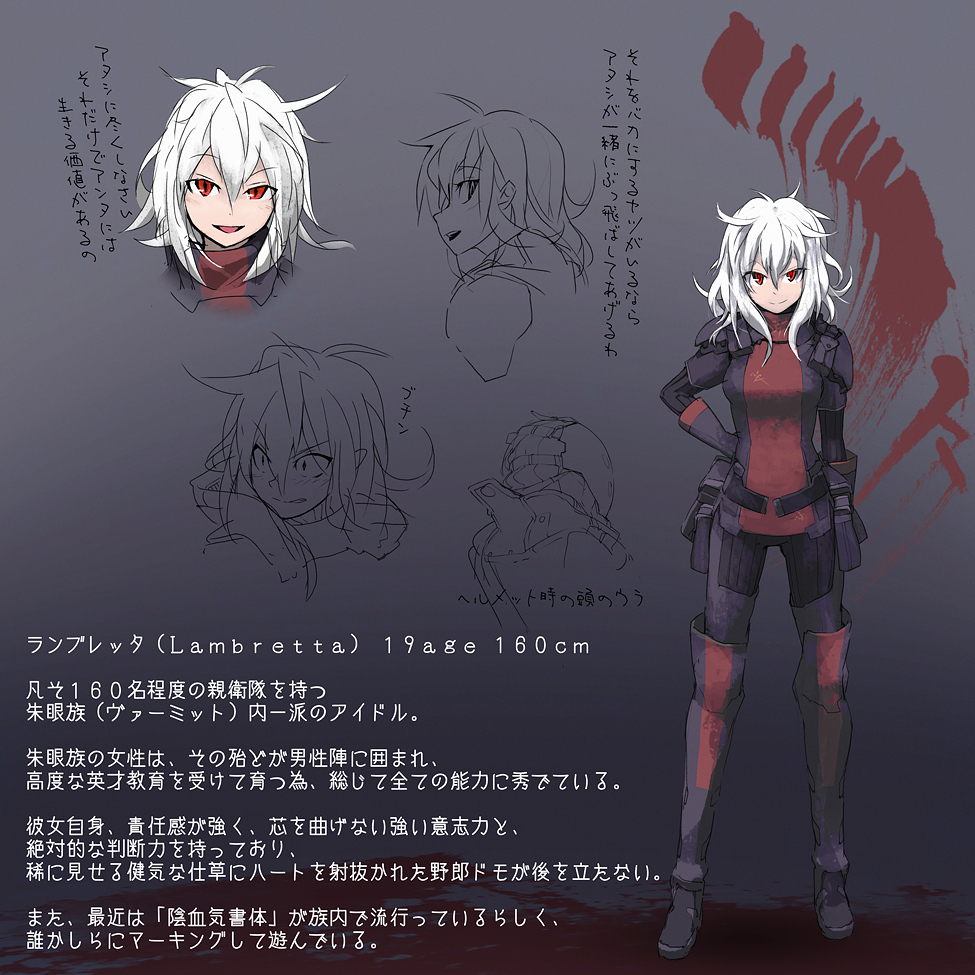 アタシに尽くしなさい
それだけでアンタには
生きる価値があるの
それをバカにするヤツがいるなら
アタシが一緒にぶっ飛ばしてあげるわ
ブチン
ヘルメット時の頭のウラ
ランブレッタ（Lambretta） 19age 160cm
凡そ１６０名程度の親衛隊を持つ
朱眼族（ヴァーミット）内一派のアイドル。
朱眼族の女性は、その殆どが男性陣に囲まれ、
高度な英才教育を受けて育つ為、総じて全ての能力に秀でている。
彼女自身、責任感が強く、芯を曲げない強い意志力と、
絶対的な判断力を持っており、
稀に見せる健気な仕草にハートを射抜かれた野郎ドモが後を立たない。
また、最近は「陰血気書体」が族内で流行っているらしく、
誰かしらにマーキングして遊んでいる。